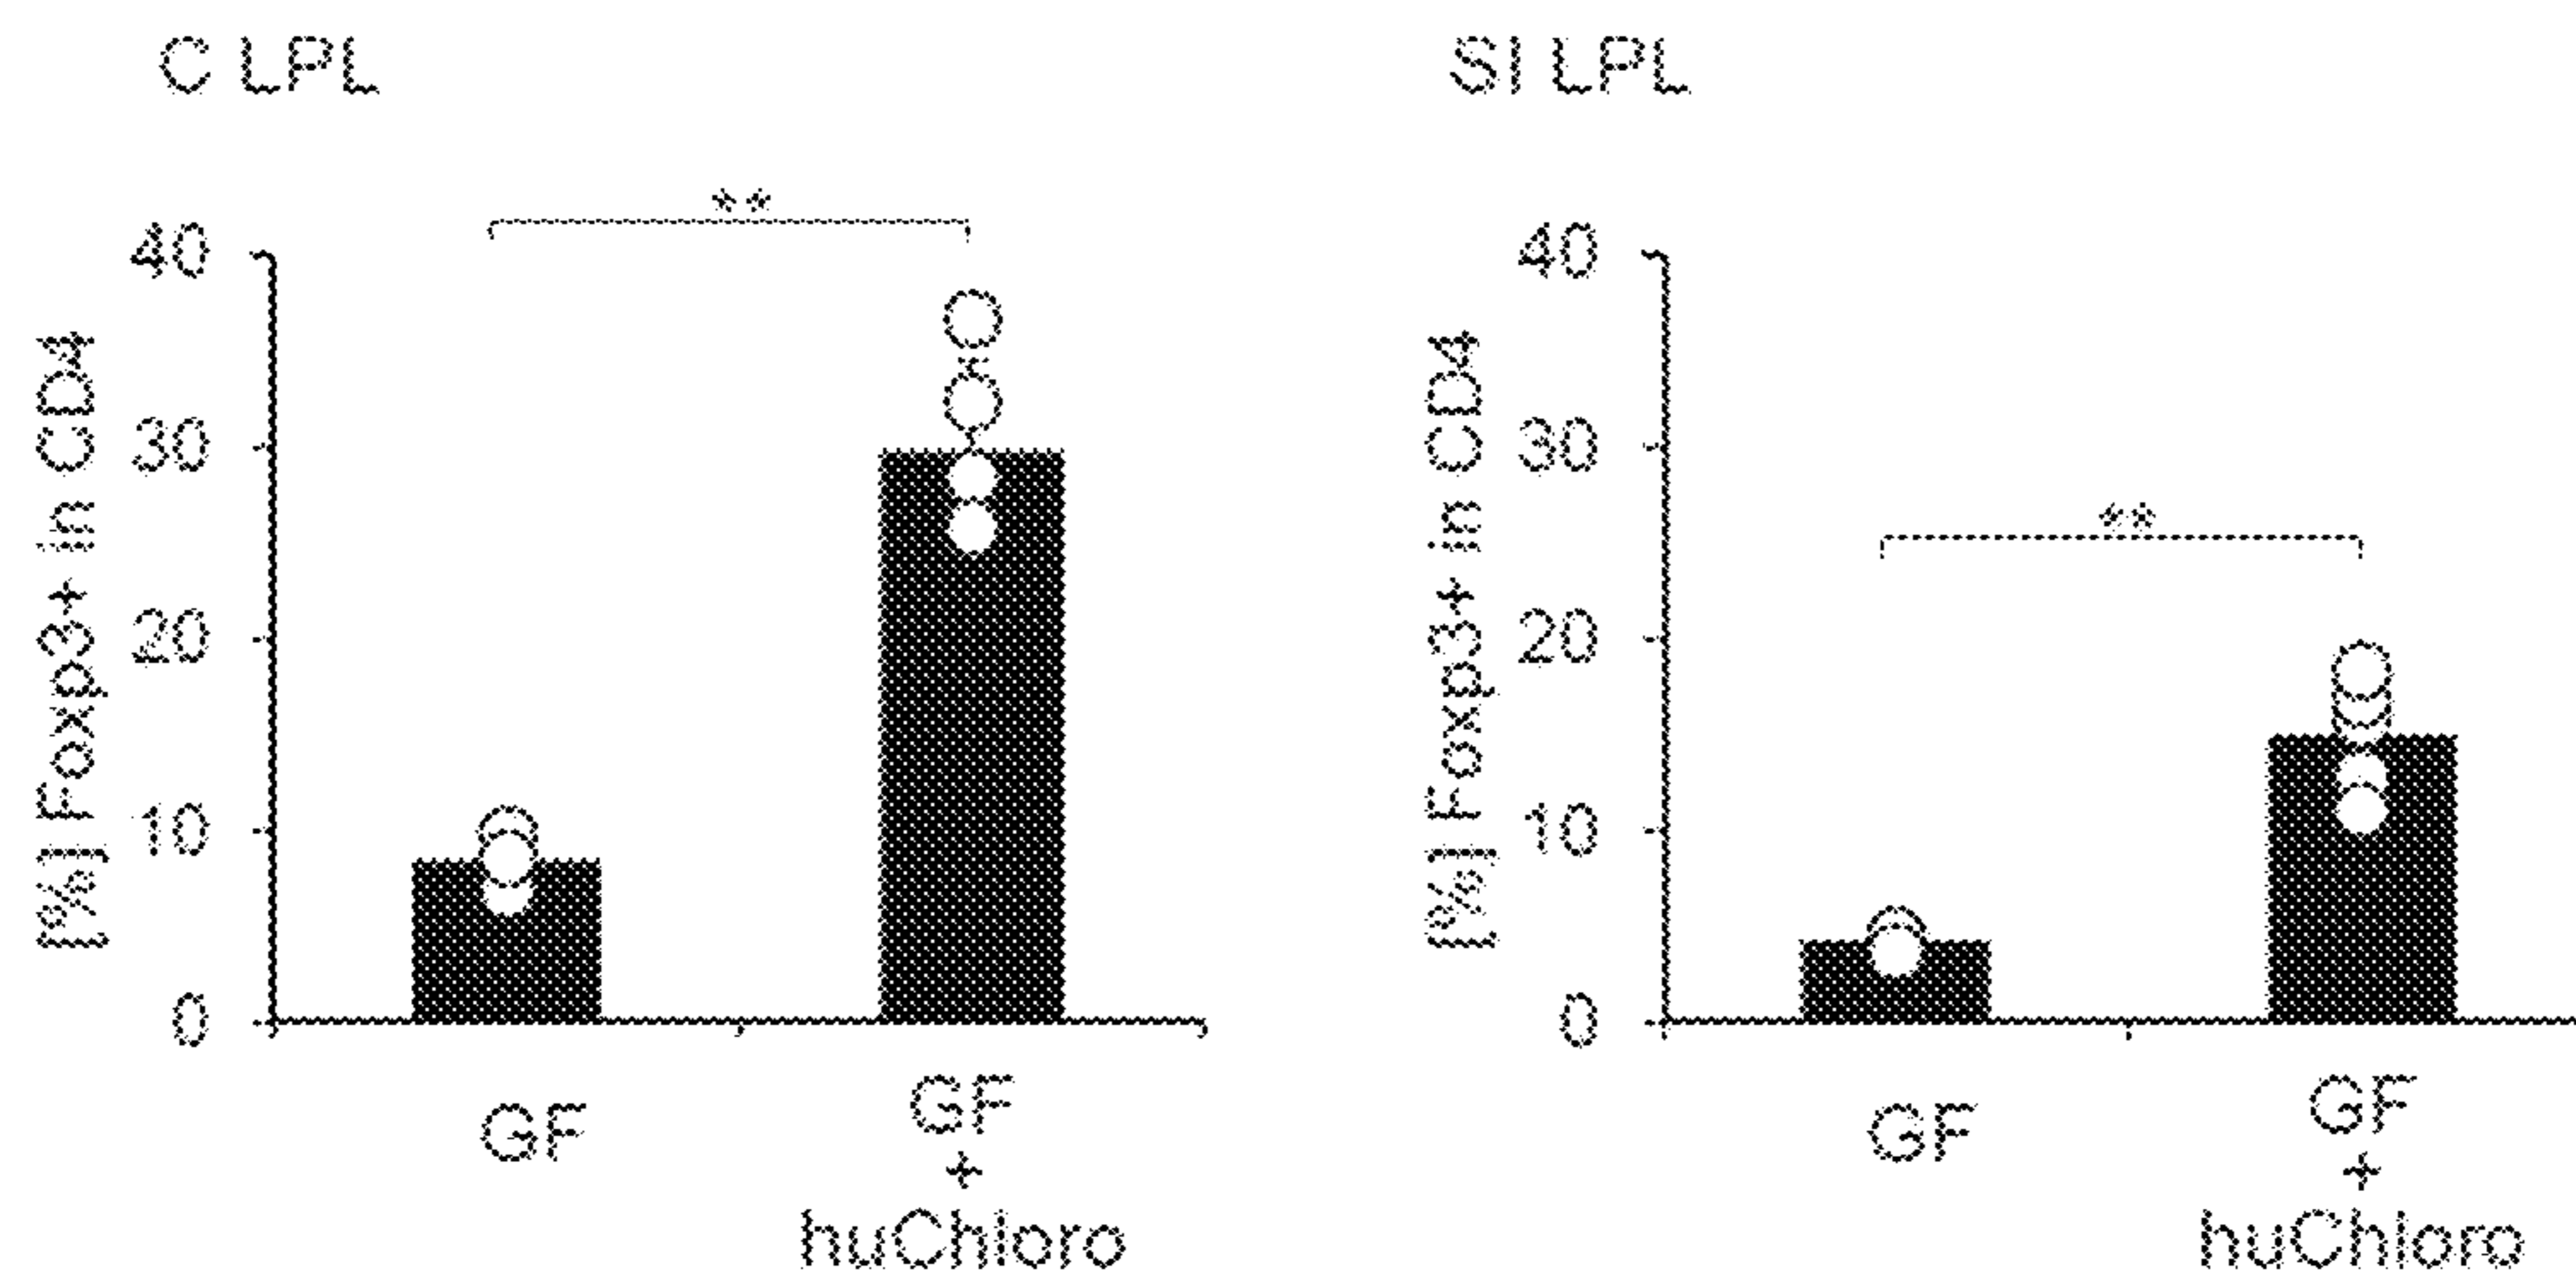 C LPL
**
40
30
20
10
0
[%] Foxp3+ in CD4
GF
GF
+
huChloro
SI LPL
**
40
30
20
10
0
[%] Foxp3+ in CD4
GF
GF
+
huChloro